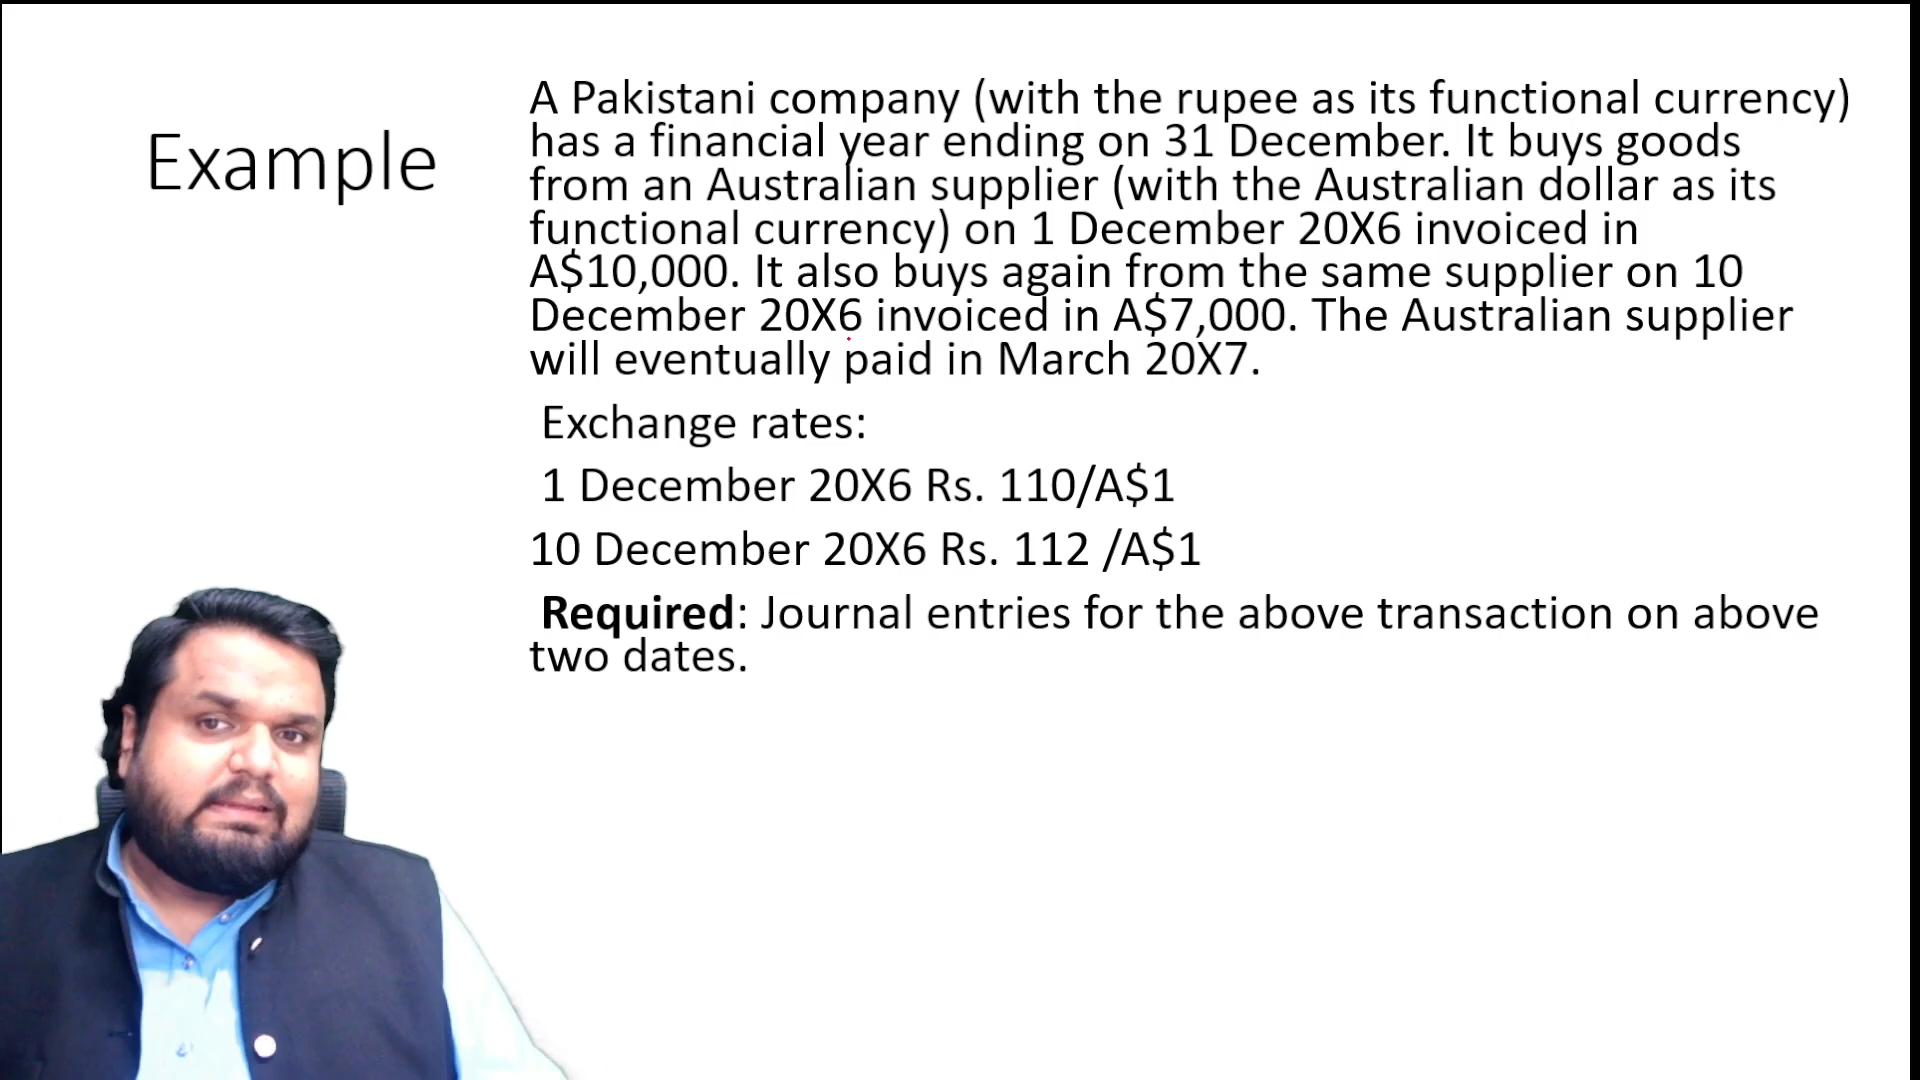 Example
A Pakistani company (with the rupee as its functional currency)
has a financial year ending on 31 December. It buys goods
from an Australian supplier (with the Australian dollar as its
functional currency) on 1 December 20X6 invoiced in
A$10,000. It also buys again from the same supplier on 10
December 20X6 invoiced in A$7,000. The Australian supplier
will eventually paid in March 20X7.
Exchange rates:
1 December 20X6 Rs. 110/A$1
10 December 20X6 Rs. 112 /A$1
Required: Journal entries for the above transaction on above
two dates.